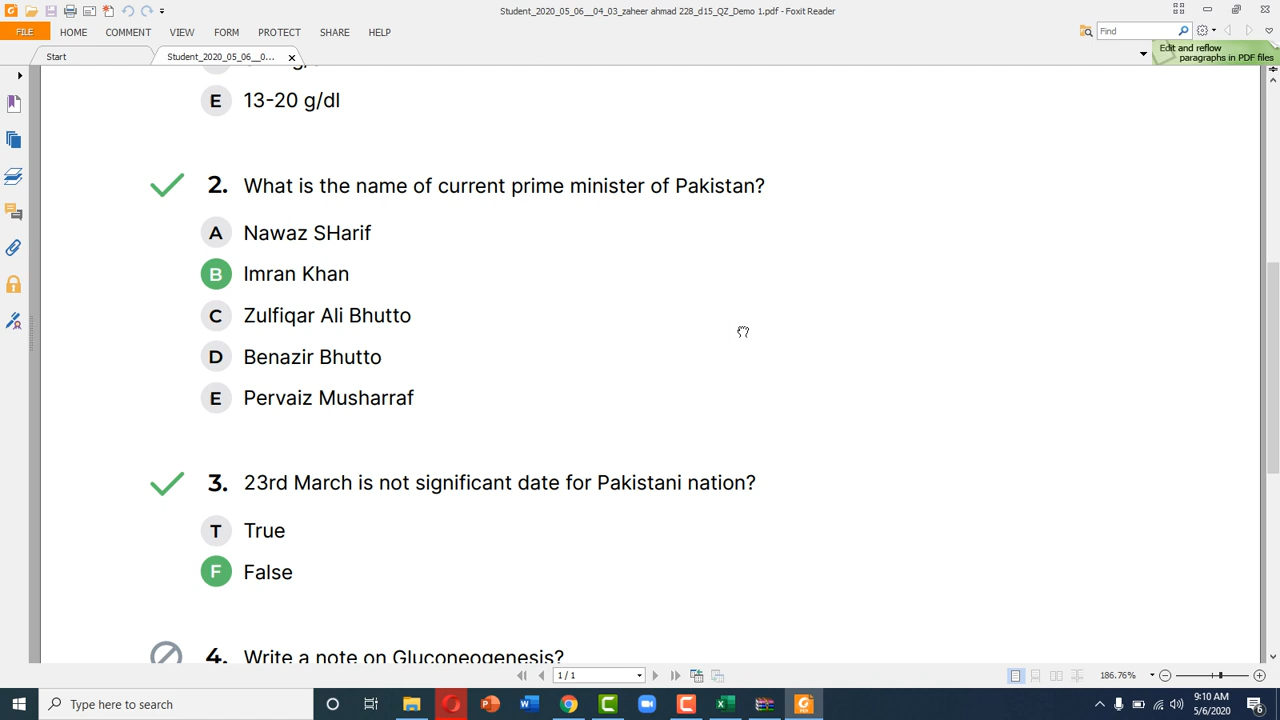 Student_2020_05_06__04_03_zaheer ahmad 228_d15_QZ_Demo 1.pdf - Foxit Reader
FILE HOME COMMENT VIEW FORM PROTECT SHARE HELP
Find
Start
Student_2020_05_06__0...
Edit and reflow
paragraphs in PDF files
E 13-20 g/dl
2. What is the name of current prime minister of Pakistan?
A Nawaz SHarif
B Imran Khan
C Zulfiqar Ali Bhutto
D Benazir Bhutto
E Pervaiz Musharraf
3. 23rd March is not significant date for Pakistani nation?
T True
F False
4. Write a note on Gluconeogenesis?
1 / 1
186.76%
Type here to search
9:10 AM
5/6/2020
6